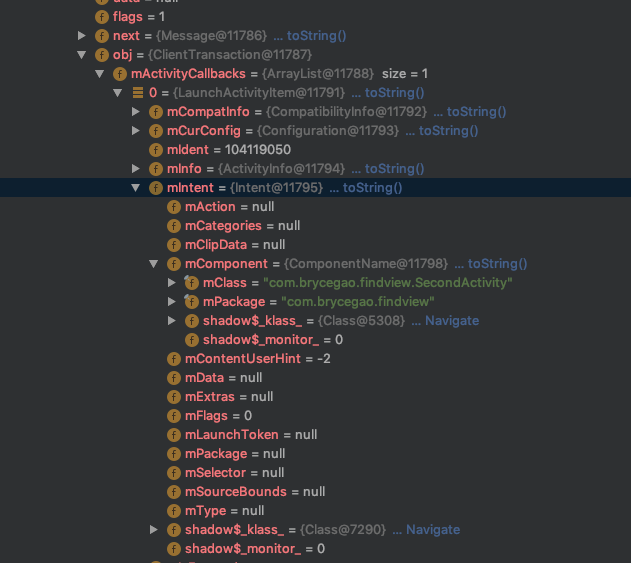 flags = 1
next = {Message@11786} ... toString()
obj = {ClientTransaction@11787}
mActivityCallbacks = {ArrayList@11788} size = 1
0 = {LaunchActivityItem@11791} ... toString()
f mCompatInfo = {CompatibilityInfo@11792} ... toString()
f mCurConfig = {Configuration@11793} ... toString()
f mIdent = 104119050
f mInfo = {ActivityInfo@11794} ... toString()
f mIntent = {Intent@11795} ... toString()
f mAction = null
f mCategories = null
f mClipData = null
f mComponent = {ComponentName@11798} ... toString()
f mClass = "com.brycegao.findview.SecondActivity"
f mPackage = "com.brycegao.findview"
f shadow$_klass_ = {Class@5308} ... Navigate
f shadow$_monitor_ = 0
f mContentUserHint = -2
f mData = null
f mExtras = null
f mFlags = 0
f mLaunchToken = null
f mPackage = null
f mSelector = null
f mSourceBounds = null
f mType = null
f shadow$_klass_ = {Class@7290} ... Navigate
f shadow$_monitor_ = 0